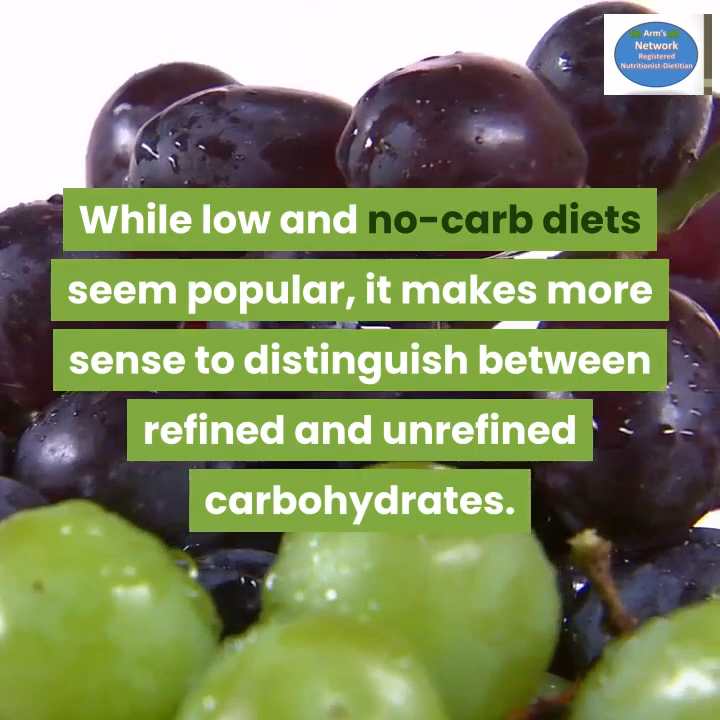 Arm's
Network
Registered
Nutritionist-Dietitian
While low and no-carb diets
seem popular, it makes more
sense to distinguish between
refined and unrefined
carbohydrates.